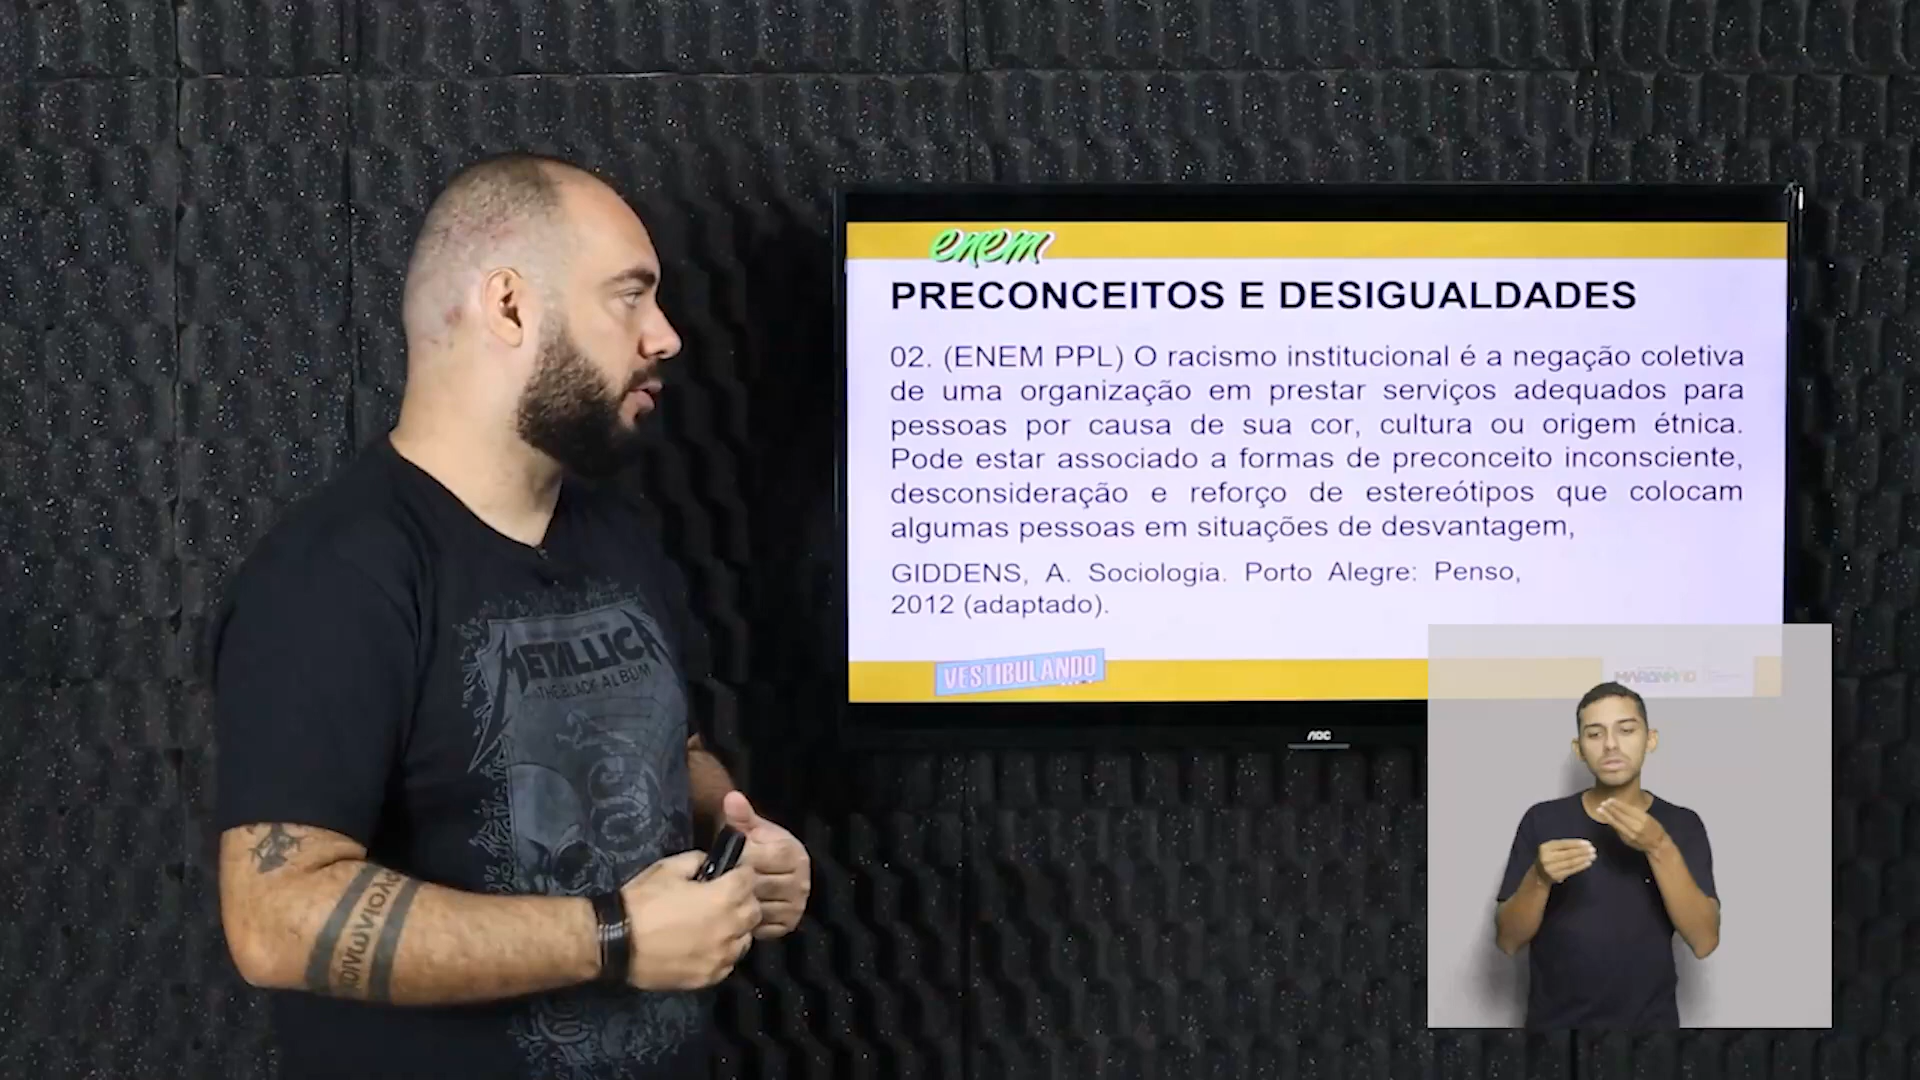 enem
PRECONCEITOS E DESIGUALDADES
02. (ENEM PPL) O racismo institucional é a negação coletiva
de uma organização em prestar serviços adequados para
pessoas por causa de sua cor, cultura ou origem étnica.
Pode estar associado a formas de preconceito inconsciente,
desconsideração e reforço de estereótipos que colocam
algumas pessoas em situações de desvantagem,
GIDDENS, A. Sociologia. Porto Alegre: Penso,
2012 (adaptado).
VESTIBULANDO
MARANHÃO
AOC
METALLICA
THE BLACK ALBUM